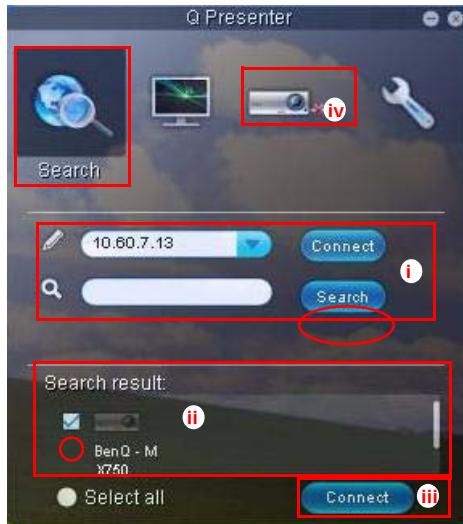 Q Presenter
iv
Search
10.60.7.13
Connect
i
Search
Search result:
ii
BenQ - M
X750
Select all
Connect
iii